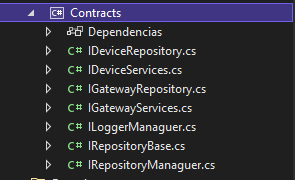 C# Contracts
Dependencias
C# IDeviceRepository.cs
C# IDeviceServices.cs
C# IGatewayRepository.cs
C# IGatewayServices.cs
C# ILoggerManaguer.cs
C# IRepositoryBase.cs
C# IRepositoryManaguer.cs